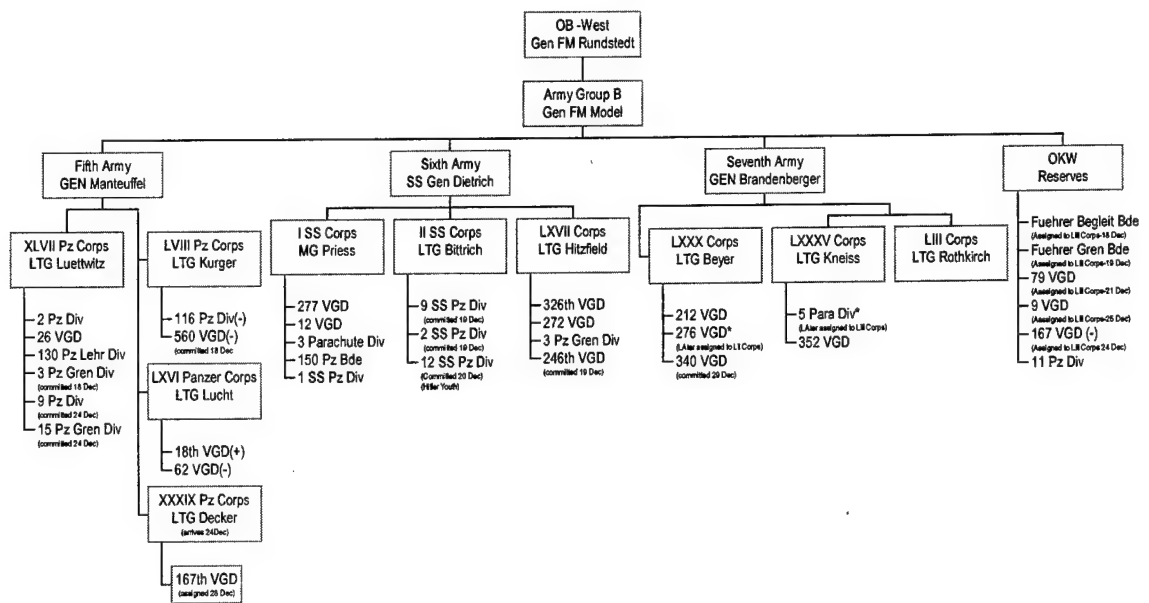 OB -West
Gen FM Rundstedt
Army Group B
Gen FM Model
Fifth Army
GEN Manteuffel
XLVII Pz Corps
LTG Luettwitz
2 Pz Div
26 VGD
130 Pz Lehr Div
3 Pz Gren Div
(committed 18 Dec)
9 Pz Div
(committed 24 Dec)
15 Pz Gren Div
(committed 24 Dec)
LVIII Pz Corps
LTG Kurger
116 Pz Div(-)
560 VGD(-)
(committed 18 Dec
LXVI Panzer Corps
LTG Lucht
18th VGD(+)
62 VGD(-)
XXXIX Pz Corps
LTG Decker
(arrives 24Dec)
167th VGD
(assigned 28 Dec)
Sixth Army
SS Gen Dietrich
I SS Corps
MG Priess
277 VGD
12 VGD
3 Parachute Div
150 Pz Bde
1 SS Pz Div
II SS Corps
LTG Bittrich
9 SS Pz Div
(committed 19 Dec)
2 SS Pz Div
(committed 19 Dec)
12 SS Pz Div
(Committed 20 Dec)
(Hitler Youth)
LXVII Corps
LTG Hitzfield
326th VGD
272 VGD
3 Pz Gren Div
246th VGD
(committed 19 Dec)
Seventh Army
GEN Brandenberger
LXXX Corps
LTG Beyer
212 VGD
276 VGD*
(LAter assigned to LII Corps)
340 VGD
(committed 29 Dec)
LXXXV Corps
LTG Kneiss
5 Para Div*
(LAter assigned to LIII Corps)
352 VGD
LIII Corps
LTG Rothkirch
OKW
Reserves
Fuehrer Begleit Bde
(Assigned to LIII Corps-18 Dec)
Fuehrer Gren Bde
(Assigned to LIII Corps-19 Dec)
79 VGD
(Assigned to LIII Corps-21 Dec)
9 VGD
(Assigned to LIII Corps-25 Dec)
167 VGD (-)
(Assigned to LIII Corps 24 Dec)
11 Pz Div